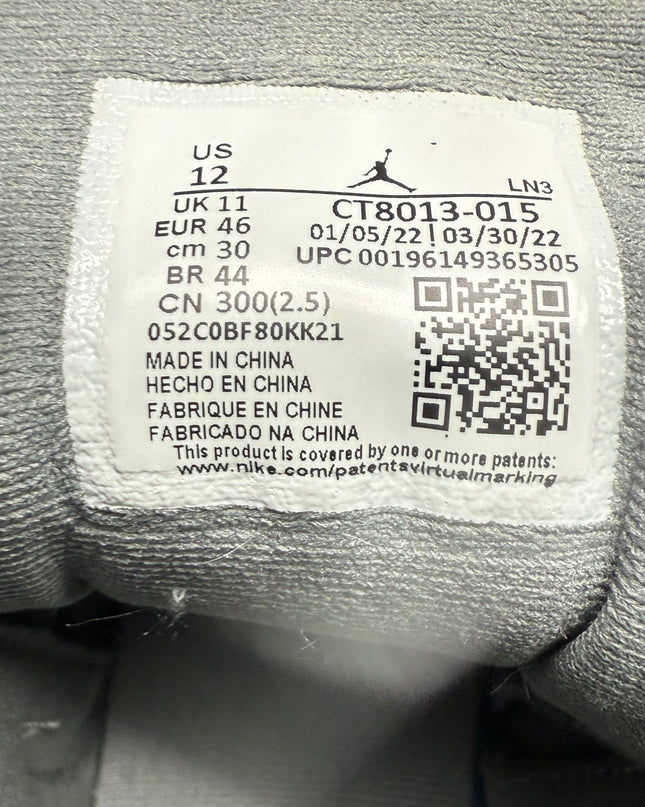 US
12
LN3
UK 11
EUR 46
cm 30
BR 44
CN 300(2.5)
CT8013-015
01/05/22 | 03/30/22
UPC 00196149365305
052C0BF80KK21
MADE IN CHINA
HECHO EN CHINA
FABRIQUE EN CHINE
FABRICADO NA CHINA
This product is covered by one or more patents:
www.nike.com/patentsvirtualmarking